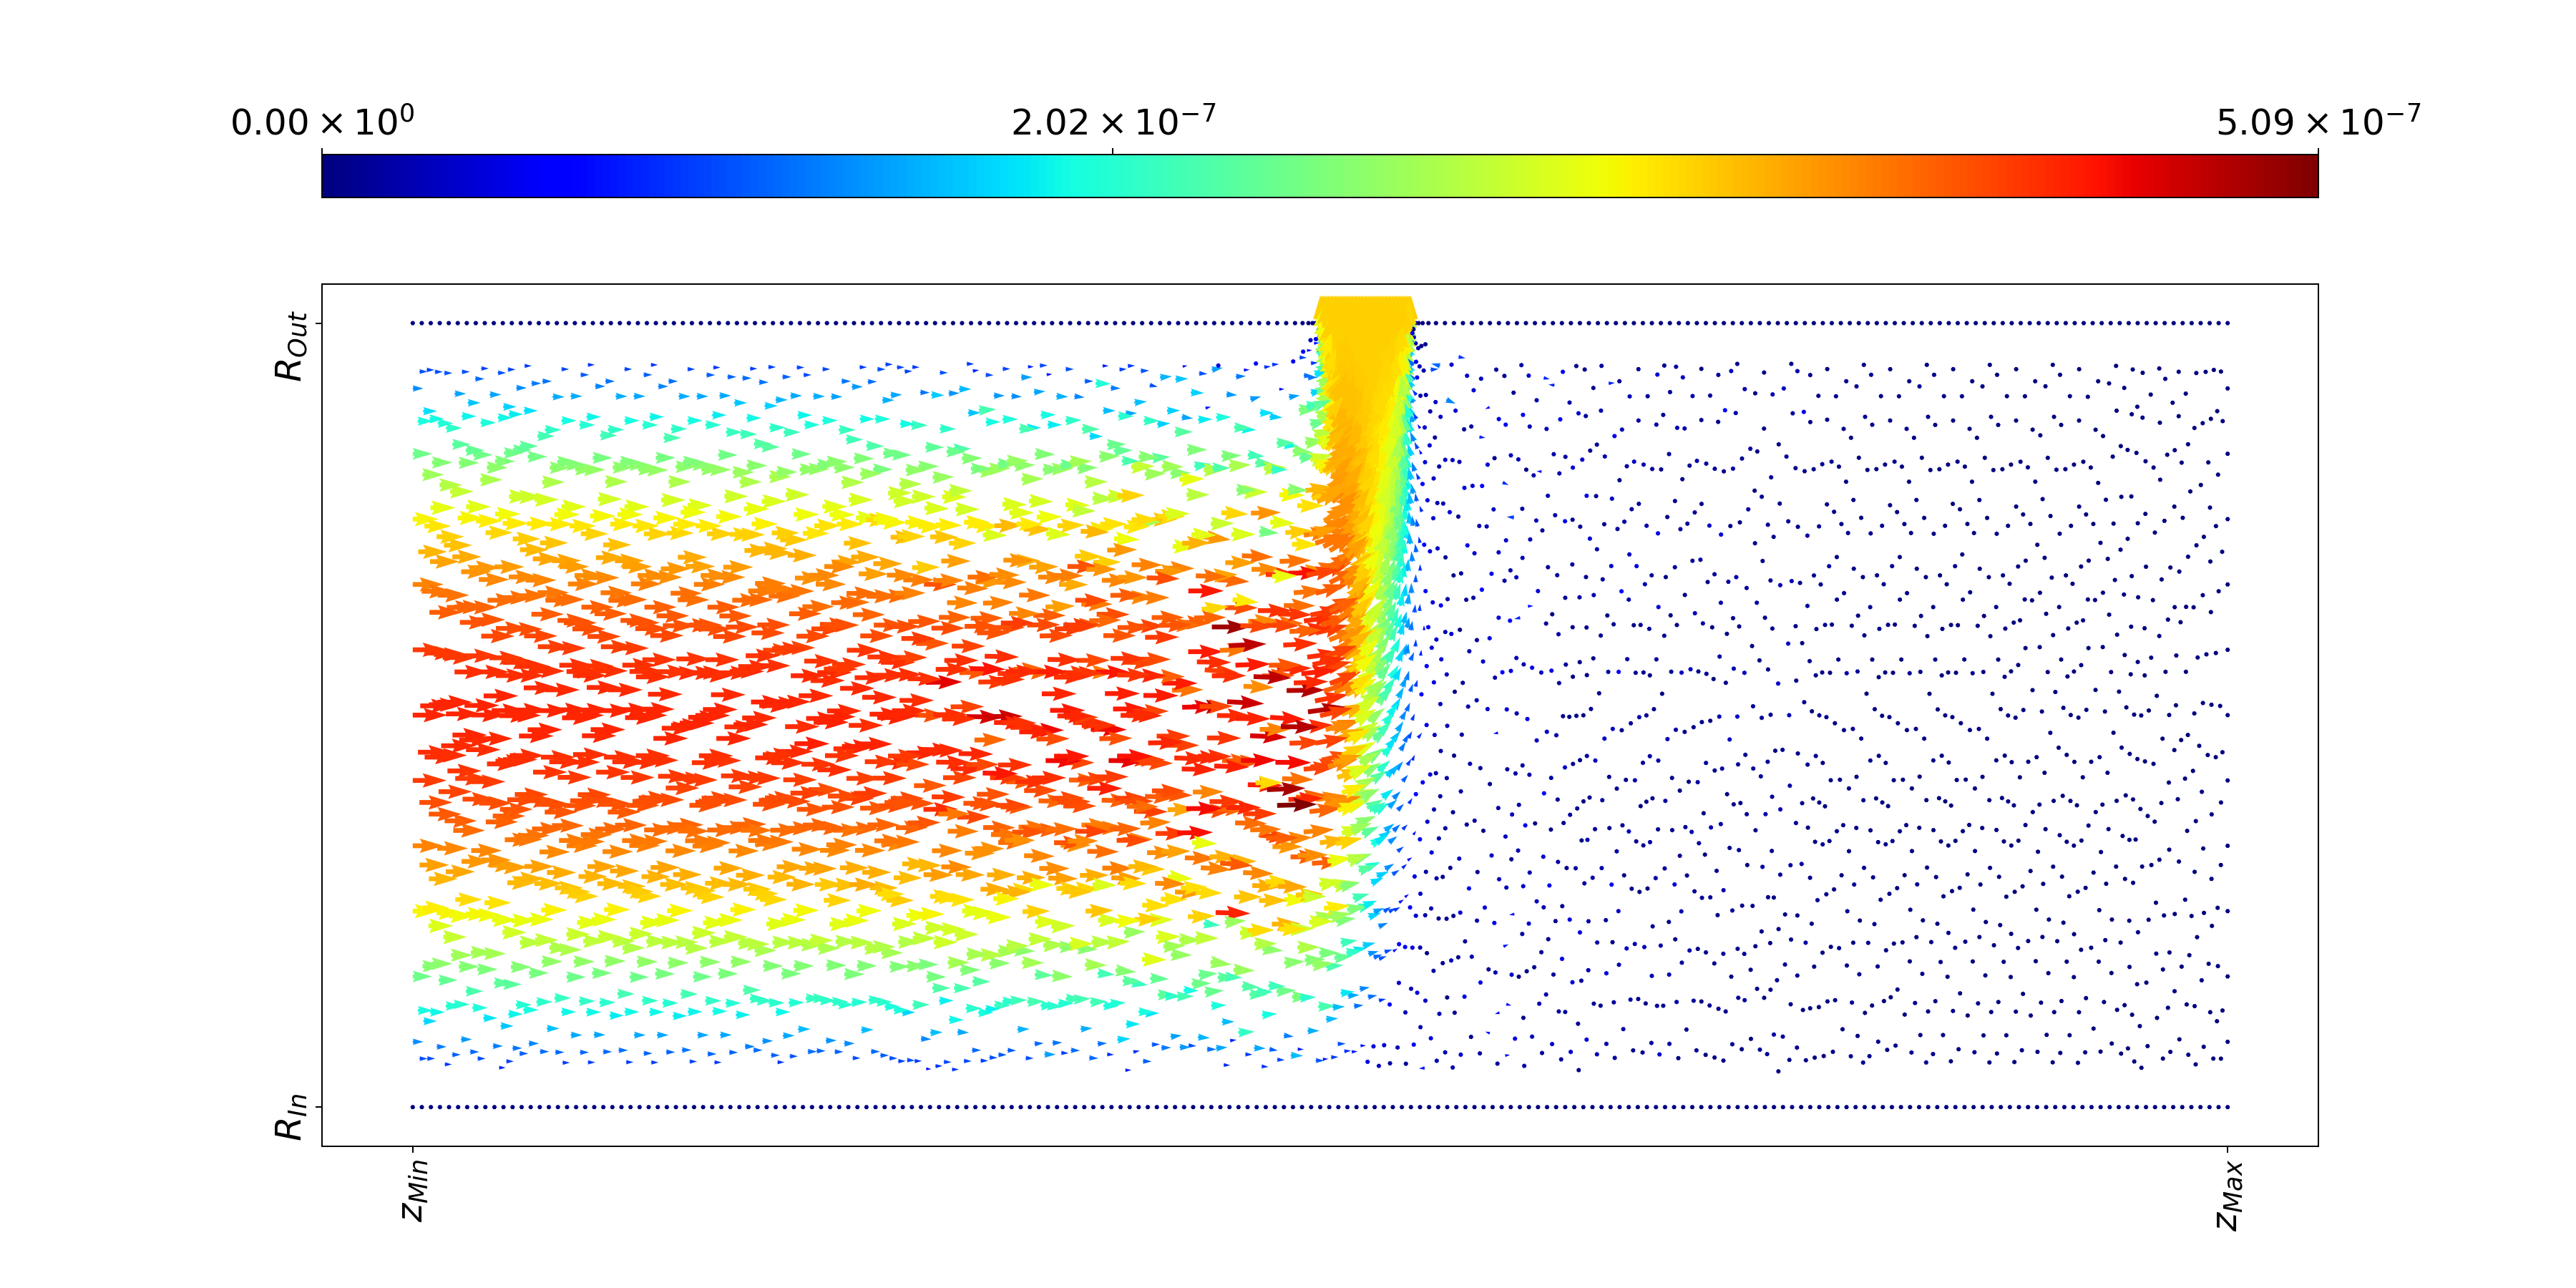 0.00 × 10⁰ 2.02 × 10⁻⁷ 5.09 × 10⁻⁷
R_Out
R_In
z_Min z_Max